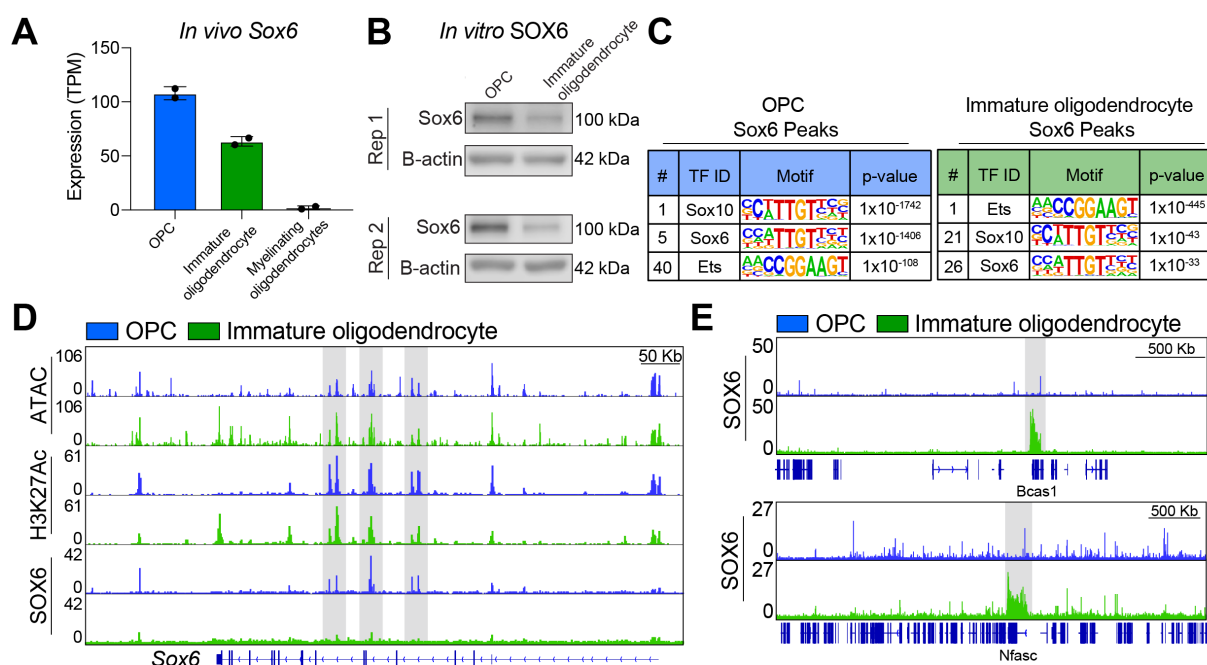 A
In vivo Sox6
Expression (TPM)
150
100
50
0
OPC
Immature
oligodendrocyte
Myelinating
oligodendrocytes
B
In vitro SOX6
OPC
Immature
oligodendrocyte
Rep 1
Sox6
100 kDa
B-actin
42 kDa
Rep 2
Sox6
100 kDa
B-actin
42 kDa
C
OPC
Sox6 Peaks
# TF ID Motif p-value
1 Sox10 1x10-1742
5 Sox6 1x10-1406
40 Ets AACCGGAAGT 1x10-108
Immature oligodendrocyte
Sox6 Peaks
# TF ID Motif p-value
1 Ets CCGGAAGT 1x10-445
21 Sox10 1x10-43
26 Sox6 1x10-33
D
OPC Immature oligodendrocyte
50 Kb
ATAC
106
0
106
0
H3K27Ac
61
0
61
0
SOX6
42
0
42
0
Sox6
E
OPC Immature oligodendrocyte
500 Kb
SOX6
50
0
50
0
Bcas1
500 Kb
SOX6
27
0
27
0
Nfasc